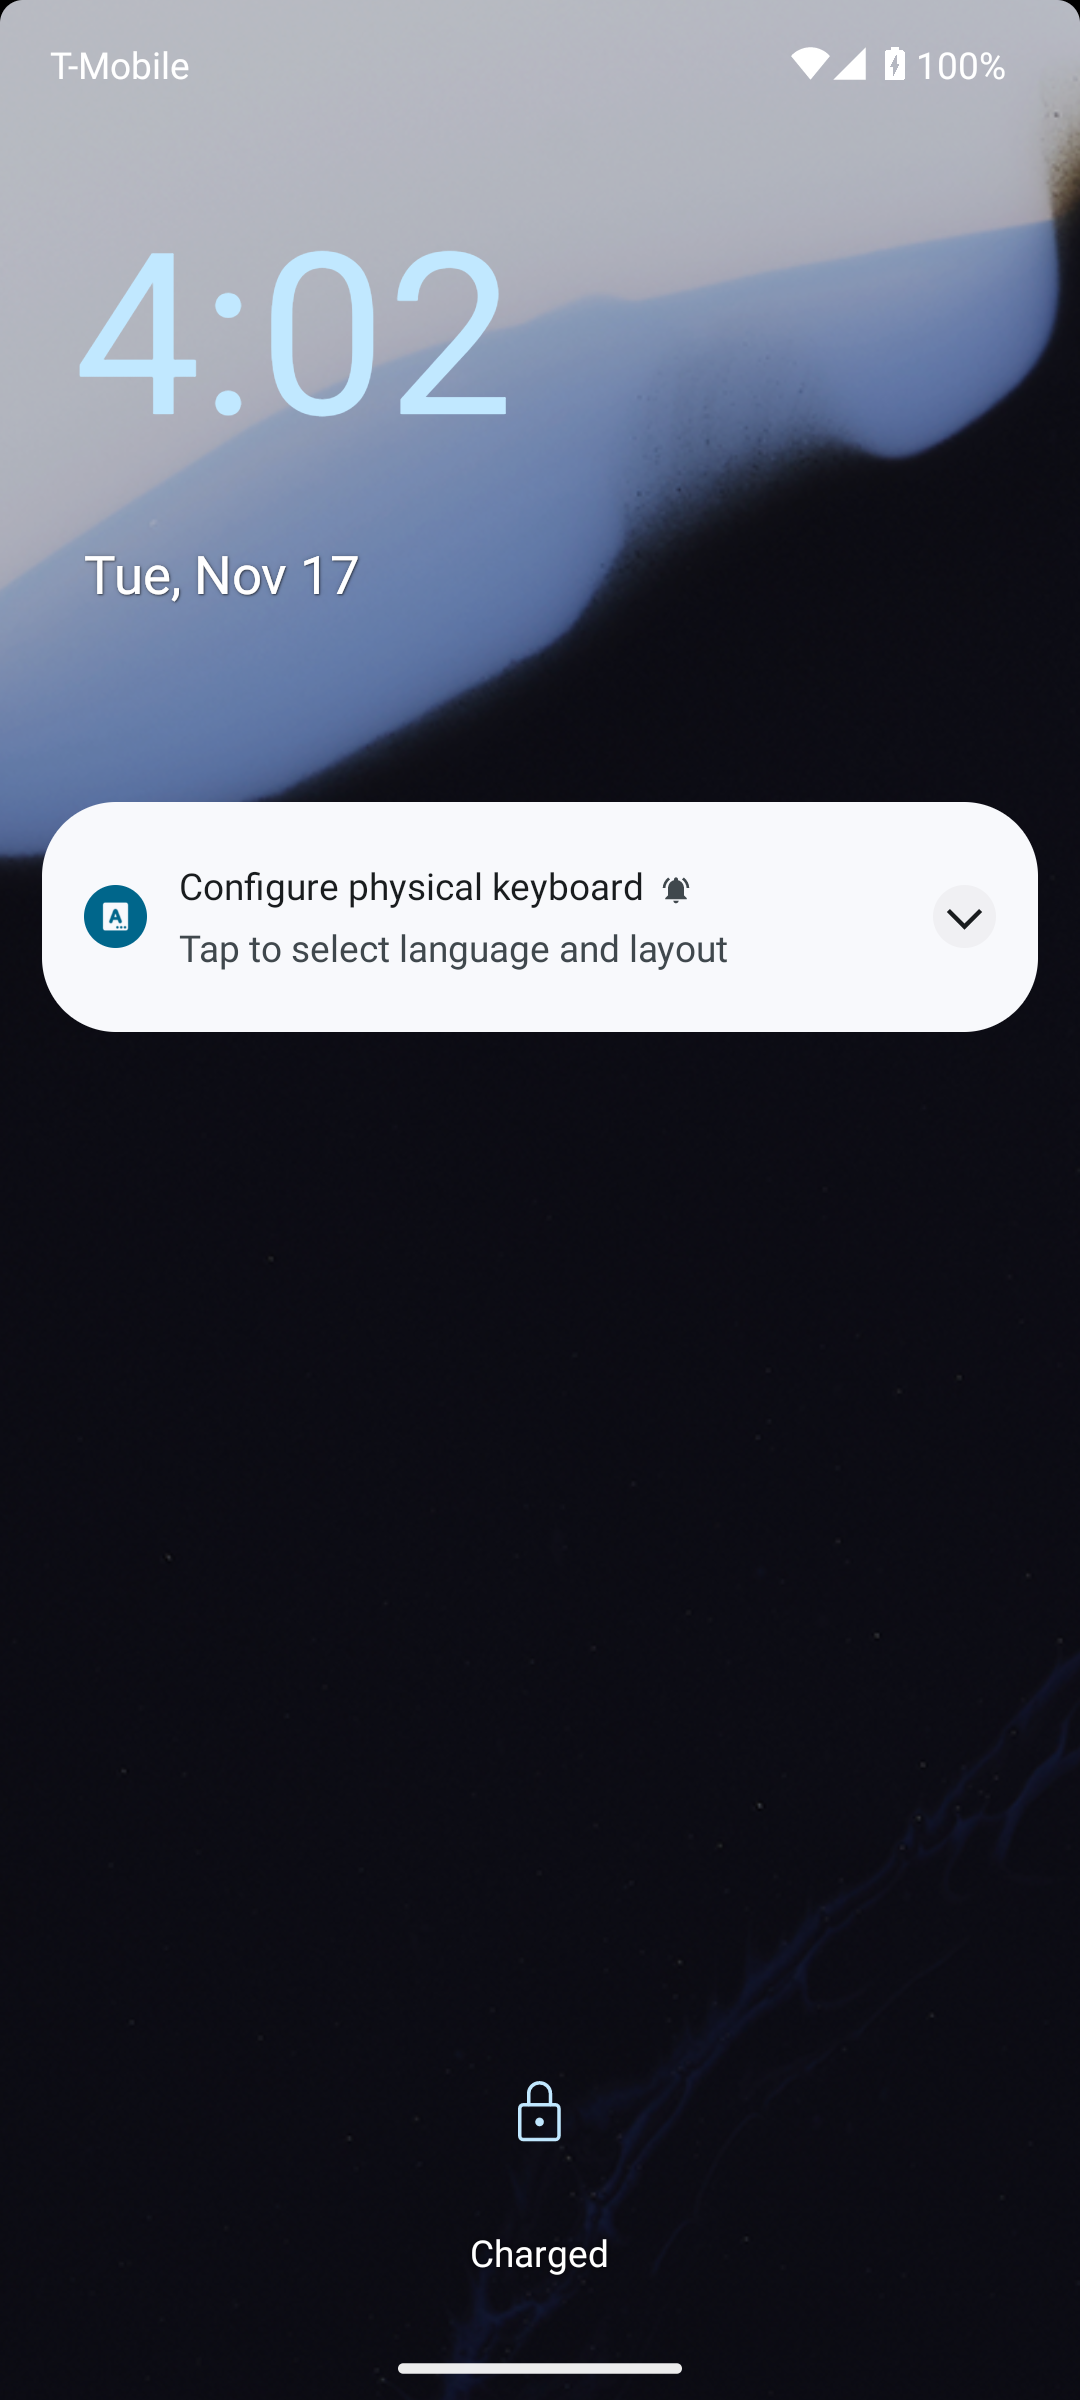 T-Mobile 100%
4:02
Tue, Nov 17
Configure physical keyboard
Tap to select language and layout
Charged